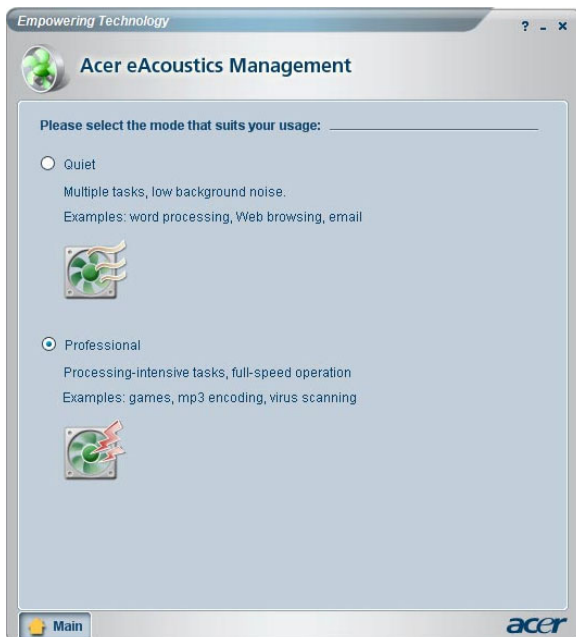 Empowering Technology
? - x
Acer eAcoustics Management
Please select the mode that suits your usage:
Quiet
Multiple tasks, low background noise.
Examples: word processing, Web browsing, email
Professional
Processing-intensive tasks, full-speed operation
Examples: games, mp3 encoding, virus scanning
Main
acer